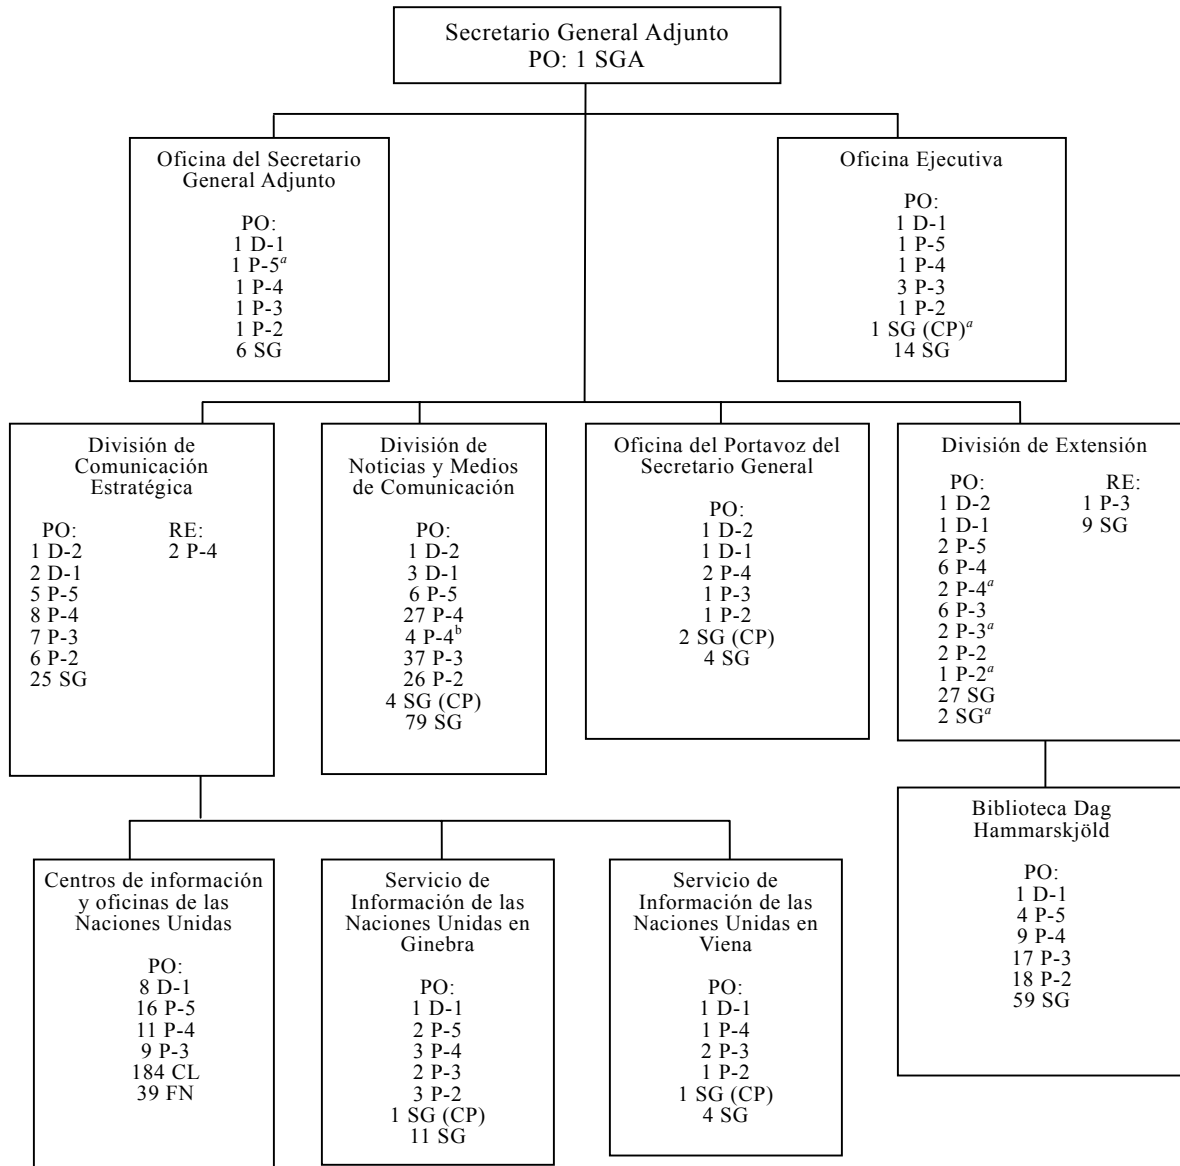 Secretario General Adjunto
PO: 1 SGA
Oficina del Secretario
General Adjunto
PO:
1 D-1
1 P-5a
1 P-4
1 P-3
1 P-2
6 SG
Oficina Ejecutiva
PO:
1 D-1
1 P-5
1 P-4
3 P-3
1 P-2
1 SG (CP)a
14 SG
División de
Comunicación
Estratégica
PO:
1 D-2
2 D-1
5 P-5
8 P-4
7 P-3
6 P-2
25 SG
RE:
2 P-4
División de
Noticias y Medios
de Comunicación
PO:
1 D-2
3 D-1
6 P-5
27 P-4
4 P-4b
37 P-3
26 P-2
4 SG (CP)
79 SG
Oficina del Portavoz del
Secretario General
PO:
1 D-2
1 D-1
2 P-4
1 P-3
1 P-2
2 SG (CP)
4 SG
División de Extensión
PO:
1 D-2
1 D-1
2 P-5
6 P-4
2 P-4a
6 P-3
2 P-3a
2 P-2
1 P-2a
27 SG
2 SGa
RE:
1 P-3
9 SG
Centros de información
y oficinas de las
Naciones Unidas
PO:
8 D-1
16 P-5
11 P-4
9 P-3
184 CL
39 FN
Servicio de
Información de las
Naciones Unidas en
Ginebra
PO:
1 D-1
2 P-5
3 P-4
2 P-3
3 P-2
1 SG (CP)
11 SG
Servicio de
Información de las
Naciones Unidas en
Viena
PO:
1 D-1
1 P-4
2 P-3
1 P-2
1 SG (CP)
4 SG
Biblioteca Dag
Hammarskjöld
PO:
1 D-1
4 P-5
9 P-4
17 P-3
18 P-2
59 SG